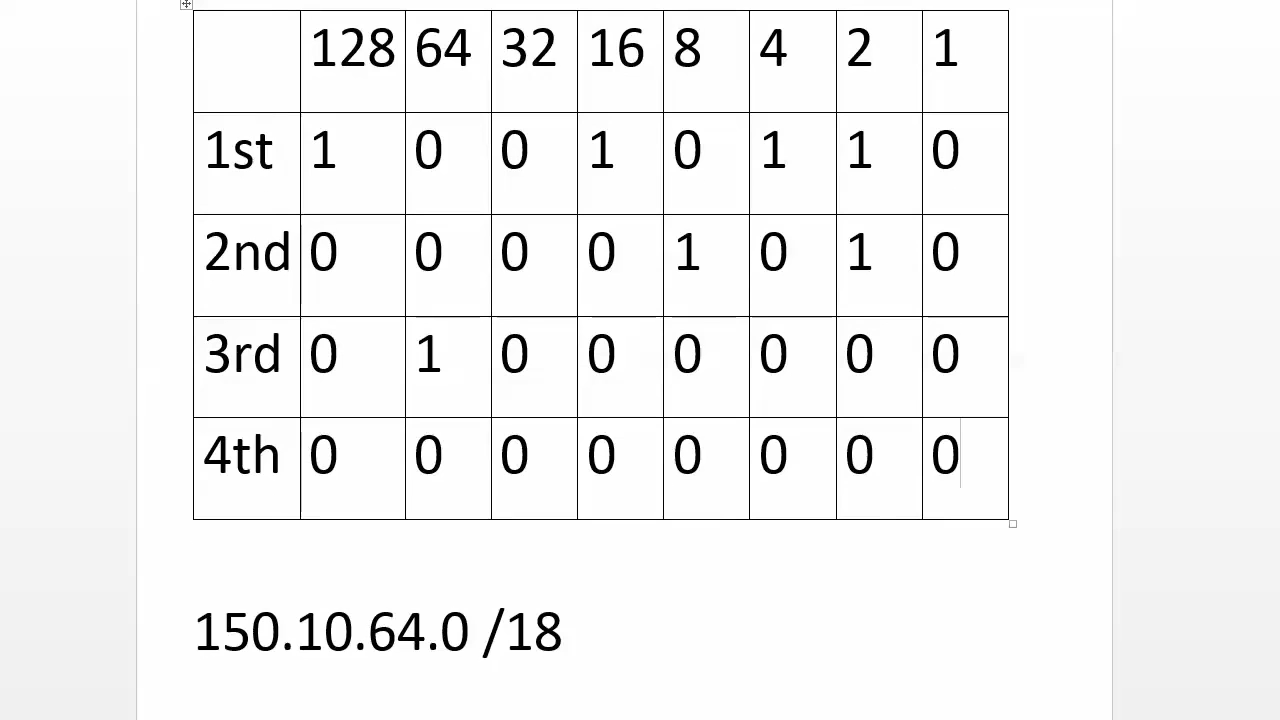 128 64 32 16 8 4 2 1
1st 1 0 0 1 0 1 1 0
2nd 0 0 0 0 1 0 1 0
3rd 0 1 0 0 0 0 0 0
4th 0 0 0 0 0 0 0 0
150.10.64.0 /18